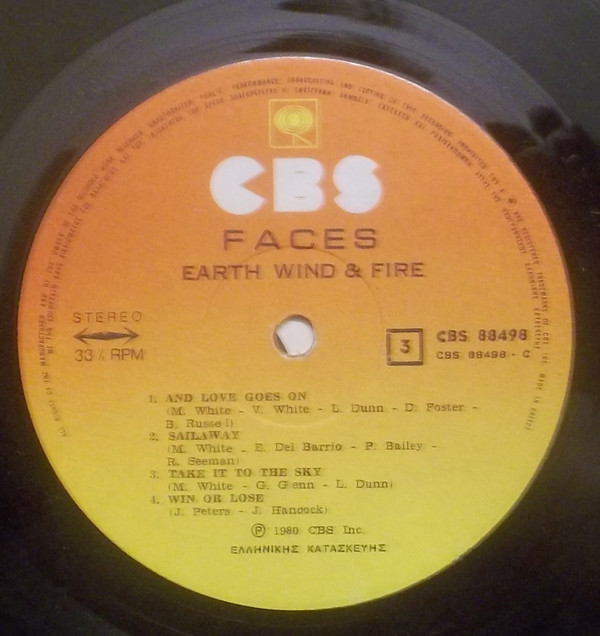 CBS
FACES
EARTH WIND & FIRE
STEREO
33⅓ RPM
3
CBS 88498
CBS 88498 - C
1. AND LOVE GOES ON
(M. White - V. White - L. Dunn - D. Foster -
B. Russell)
2. SAILAWAY
(M. White - E. Del Barrio - P. Bailey -
R. Seeman)
3. TAKE IT TO THE SKY
(M. White - G. Glenn - L. Dunn)
4. WIN OR LOSE
(J. Peters - J. Hancock)
℗ 1980 CBS Inc.
ΕΛΛΗΝΙΚΗΣ ΚΑΤΑΣΚΕΥΗΣ